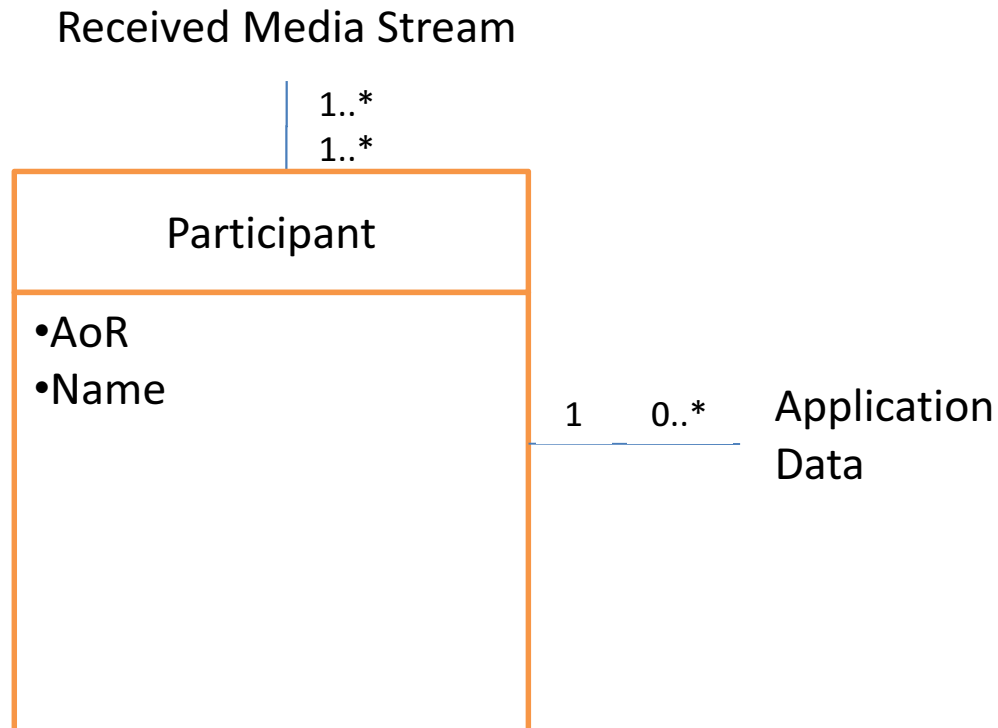 Received Media Stream
1..*
1..*
Participant
•AoR
•Name
1 0..* Application
Data